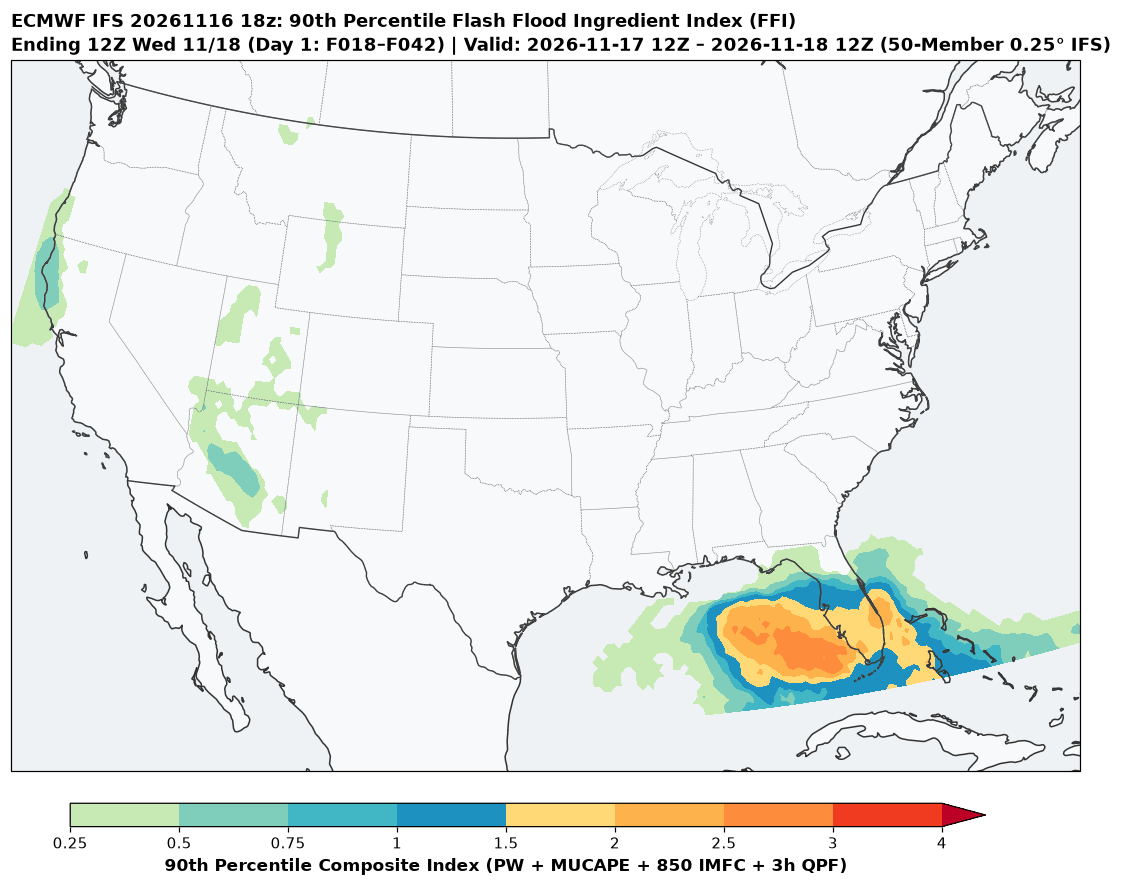 ECMWF IFS 20261116 18z: 90th Percentile Flash Flood Ingredient Index (FFI)
Ending 12Z Wed 11/18 (Day 1: F018–F042) | Valid: 2026-11-17 12Z – 2026-11-18 12Z (50-Member 0.25° IFS)
0.25 0.5 0.75 1 1.5 2 2.5 3 4
90th Percentile Composite Index (PW + MUCAPE + 850 IMFC + 3h QPF)